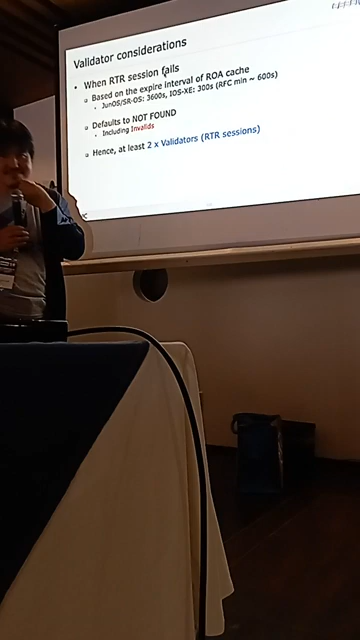 Validator considerations
• When RTR session fails
Based on the expire interval of ROA cache
• JunOS/SR-OS: 3600s, IOS-XE: 300s (RFC min ~ 600s)
Defaults to NOT FOUND
• Including Invalids
Hence, at least 2 x Validators (RTR sessions)